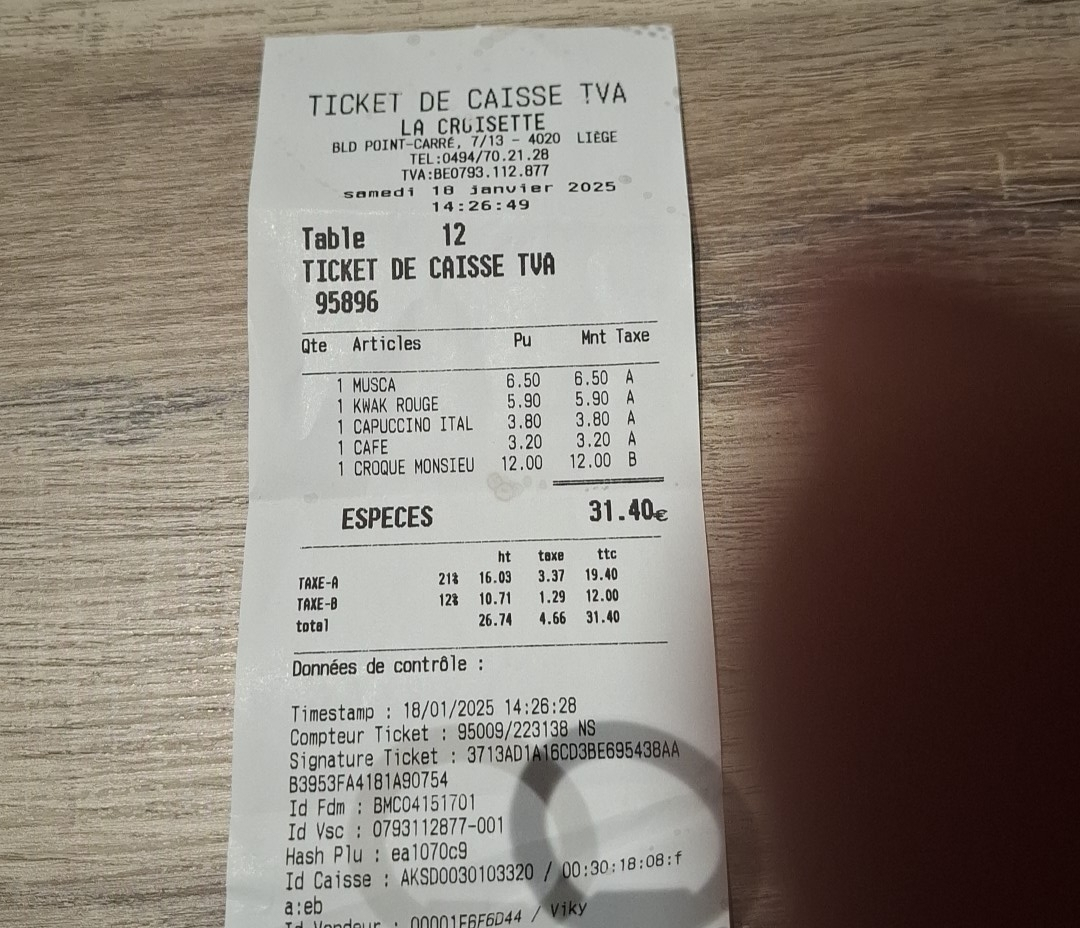 TICKET DE CAISSE TVA
LA CROISETTE
BLD POINT-CARRÉ, 7/13 - 4020 LIÈGE
TEL:0494/70.21.28
TVA:BE0793.112.877
samedi 18 janvier 2025
14:26:49
Table 12
TICKET DE CAISSE TVA
95896
Qte Articles Pu Mnt Taxe
1 MUSCA 6.50 6.50 A
1 KWAK ROUGE 5.90 5.90 A
1 CAPUCCINO ITAL 3.80 3.80 A
1 CAFE 3.20 3.20 A
1 CROQUE MONSIEU 12.00 12.00 B
ESPECES 31.40€
ht taxe ttc
TAXE-A 21% 16.03 3.37 19.40
TAXE-B 12% 10.71 1.29 12.00
total 26.74 4.66 31.40
Données de contrôle :
Timestamp : 18/01/2025 14:26:28
Compteur Ticket : 95009/223138 NS
Signature Ticket : 3713AD1A16CD3BE695438AA
B3953FA4181A90754
Id Fdm : BMC04151701
Id Vsc : 0793112877-001
Hash Plu : ea1070c9
Id Caisse : AKSD0030103320 / 00:30:18:08:f
a:eb
Id Vendeur : 00001E6F6D44 / Viky